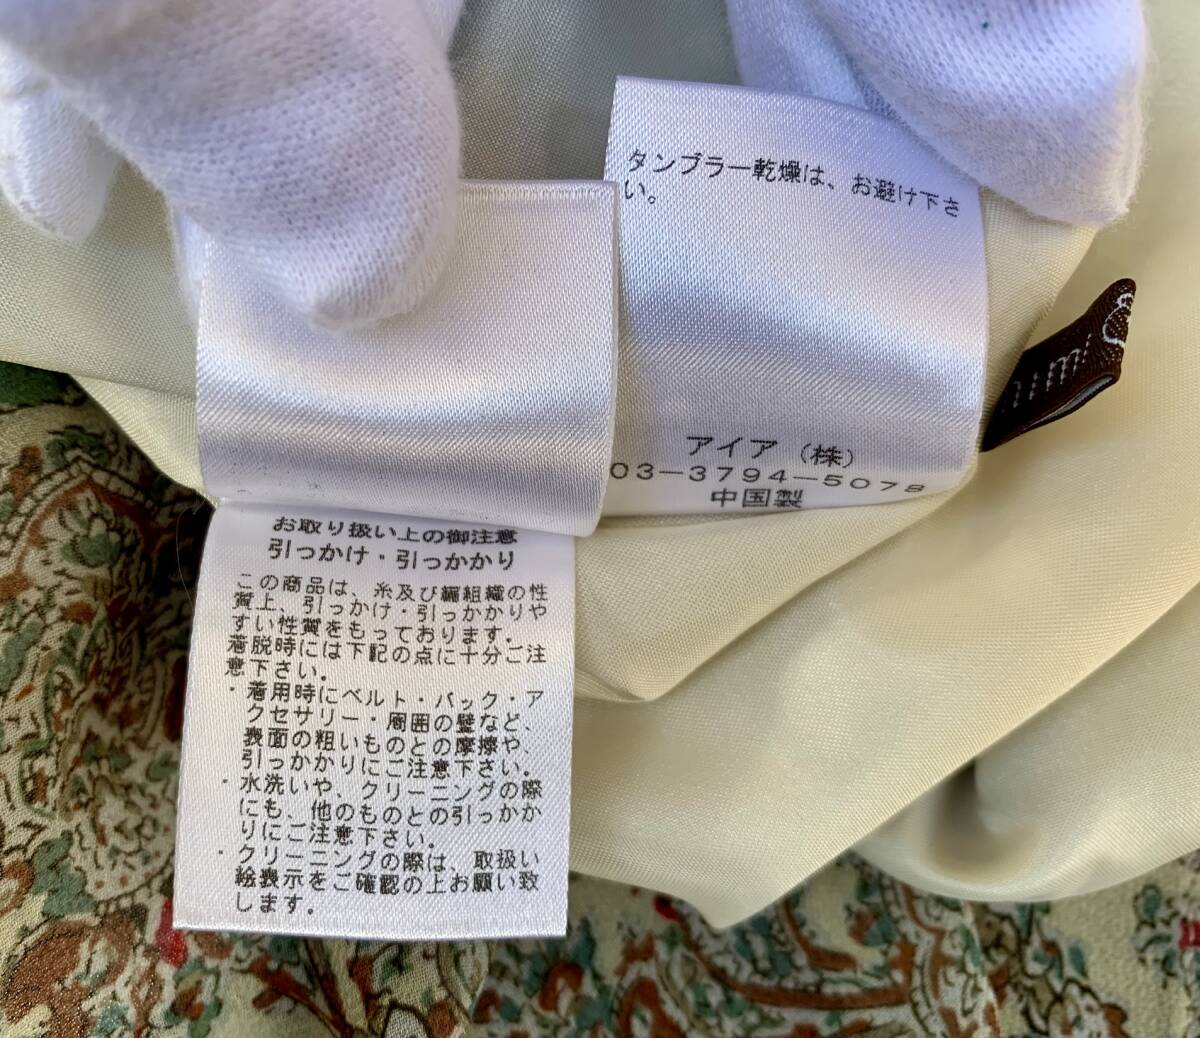 タンブラー乾燥は、お避け下さ
い。
アイア（株）
03－3794－5078
中国製
お取り扱い上の御注意
引っかけ・引っかかり
この商品は、糸及び編組織の性
質上、引っかけ・引っかかりや
すい性質をもっております。
着脱時には下記の点に十分ご注
意下さい。
・着用時にベルト・バック・ア
クセサリー・周囲の壁など、
表面の粗いものとの摩擦や、
引っかかりにご注意下さい。
・水洗いや、クリーニングの際
にも、他のものとの引っかか
りにご注意下さい。
・クリーニングの際は、取扱い
絵表示をご確認の上お願い致
します。